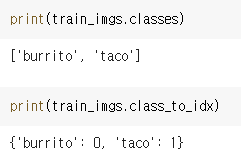 print(train_imgs.classes)
['burrito', 'taco']
print(train_imgs.class_to_idx)
{'burrito': 0, 'taco': 1}